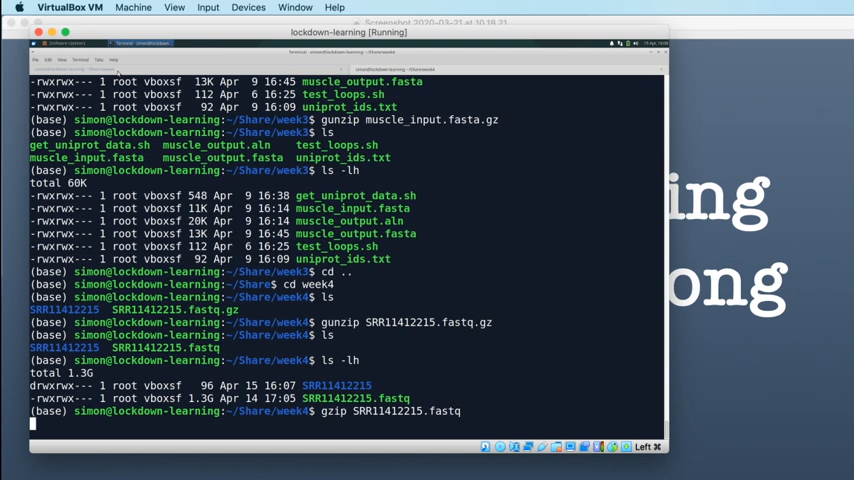 VirtualBox VM Machine View Input Devices Window Help
Screenshot 2020-03-21 at 10.18.21
lockdown-learning [Running]
-rwxrwx--- 1 root vboxsf 13K Apr 9 16:45 muscle_output.fasta
-rwxrwx--- 1 root vboxsf 112 Apr 6 16:25 test_loops.sh
-rwxrwx--- 1 root vboxsf 92 Apr 9 16:09 uniprot_ids.txt
(base) simon@lockdown-learning:~/Share/week3$ gunzip muscle_input.fasta.gz
(base) simon@lockdown-learning:~/Share/week3$ ls
get_uniprot_data.sh muscle_output.aln test_loops.sh
muscle_input.fasta muscle_output.fasta uniprot_ids.txt
(base) simon@lockdown-learning:~/Share/week3$ ls -lh
total 60K
-rwxrwx--- 1 root vboxsf 548 Apr 9 16:38 get_uniprot_data.sh
-rwxrwx--- 1 root vboxsf 11K Apr 9 16:14 muscle_input.fasta
-rwxrwx--- 1 root vboxsf 20K Apr 9 16:14 muscle_output.aln
-rwxrwx--- 1 root vboxsf 13K Apr 9 16:45 muscle_output.fasta
-rwxrwx--- 1 root vboxsf 112 Apr 6 16:25 test_loops.sh
-rwxrwx--- 1 root vboxsf 92 Apr 9 16:09 uniprot_ids.txt
(base) simon@lockdown-learning:~/Share/week3$ cd ..
(base) simon@lockdown-learning:~/Share$ cd week4
(base) simon@lockdown-learning:~/Share/week4$ ls
SRR11412215 SRR11412215.fastq.gz
(base) simon@lockdown-learning:~/Share/week4$ gunzip SRR11412215.fastq.gz
(base) simon@lockdown-learning:~/Share/week4$ ls
SRR11412215 SRR11412215.fastq
(base) simon@lockdown-learning:~/Share/week4$ ls -lh
total 1.3G
drwxrwx--- 1 root vboxsf 96 Apr 15 16:07 SRR11412215
-rwxrwx--- 1 root vboxsf 1.3G Apr 14 17:05 SRR11412215.fastq
(base) simon@lockdown-learning:~/Share/week4$ gzip SRR11412215.fastq
Left ⌘
ing
ong